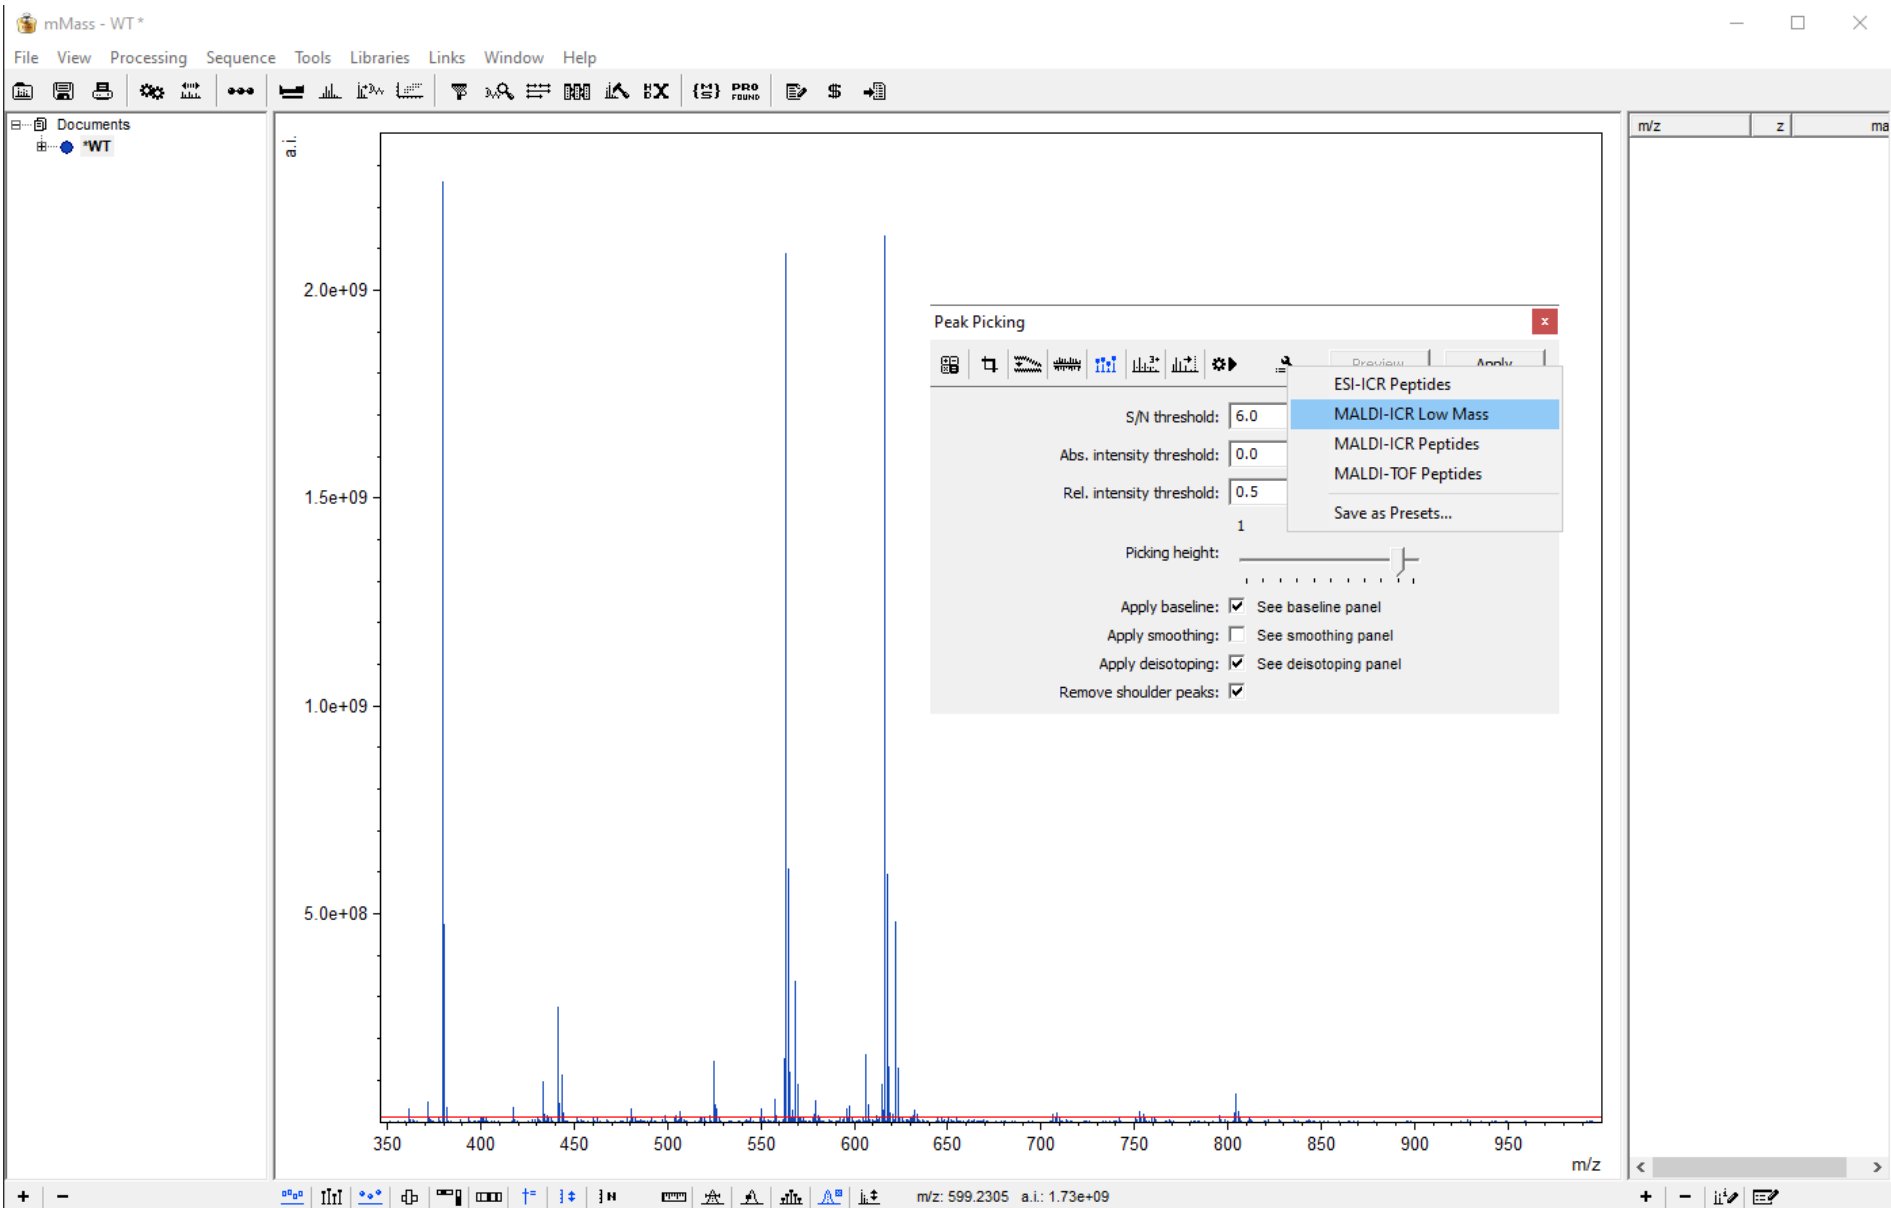 mMass - WT *
File View Processing Sequence Tools Libraries Links Window Help
{M}
{S} PRO
FOUND $
Documents
*WT
a.i.
2.0e+09
1.5e+09
1.0e+09
5.0e+08
350 400 450 500 550 600 650 700 750 800 850 900 950
m/z
Peak Picking
Preview Apply
S/N threshold: 6.0
Abs. intensity threshold: 0.0
Rel. intensity threshold: 0.5
1
Picking height:
Apply baseline: See baseline panel
Apply smoothing: See smoothing panel
Apply deisotoping: See deisotoping panel
Remove shoulder peaks:
ESI-ICR Peptides
MALDI-ICR Low Mass
MALDI-ICR Peptides
MALDI-TOF Peptides
Save as Presets...
m/z z ma
m/z: 599.2305 a.i.: 1.73e+09